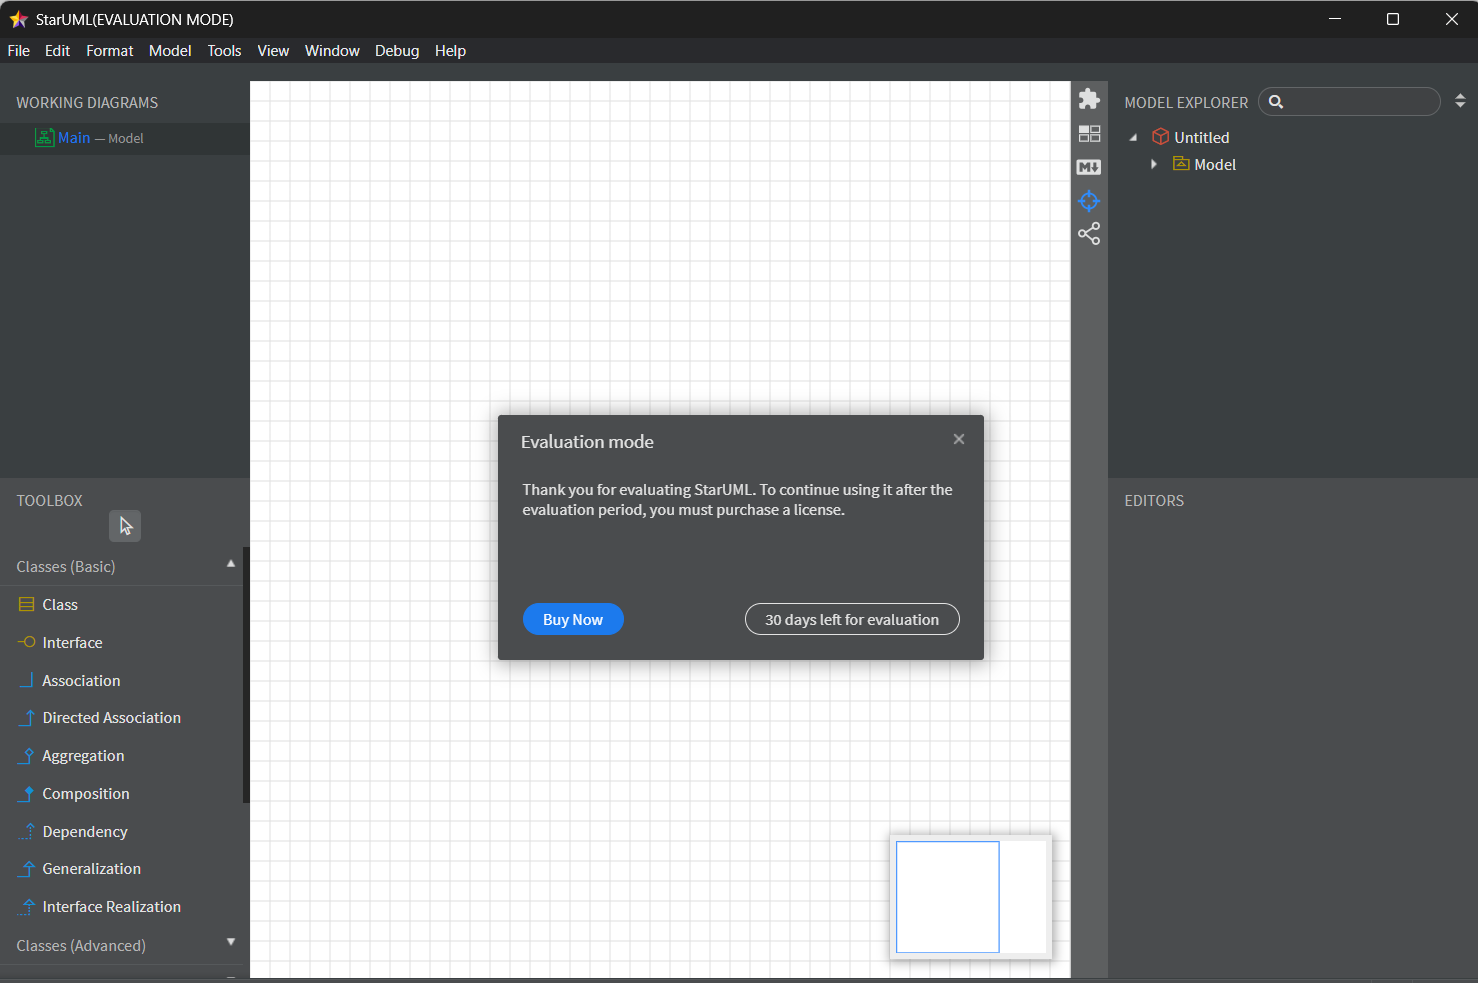 StarUML(EVALUATION MODE)
File Edit Format Model Tools View Window Debug Help
WORKING DIAGRAMS
Main — Model
TOOLBOX
Classes (Basic)
Class
Interface
Association
Directed Association
Aggregation
Composition
Dependency
Generalization
Interface Realization
Classes (Advanced)
Evaluation mode
Thank you for evaluating StarUML. To continue using it after the
evaluation period, you must purchase a license.
Buy Now
30 days left for evaluation
M
MODEL EXPLORER
Untitled
Model
EDITORS